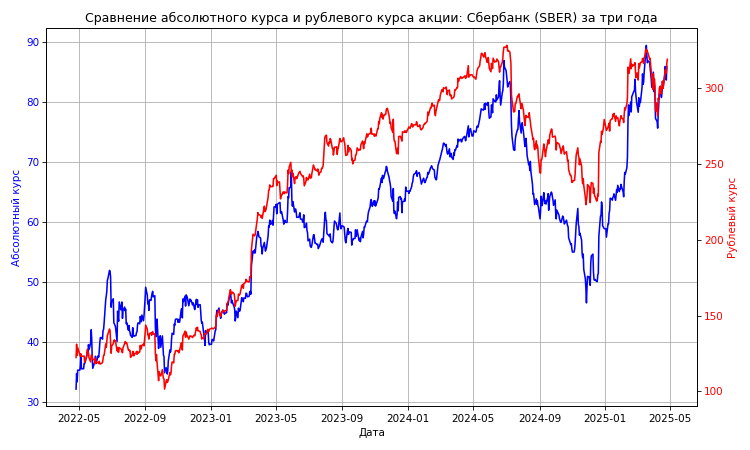 Сравнение абсолютного курса и рублевого курса акции: Сбербанк (SBER) за три года
Абсолютный курс
90
80
70
60
50
40
30
Рублевый курс
300
250
200
150
100
2022-05 2022-09 2023-01 2023-05 2023-09 2024-01 2024-05 2024-09 2025-01 2025-05
Дата